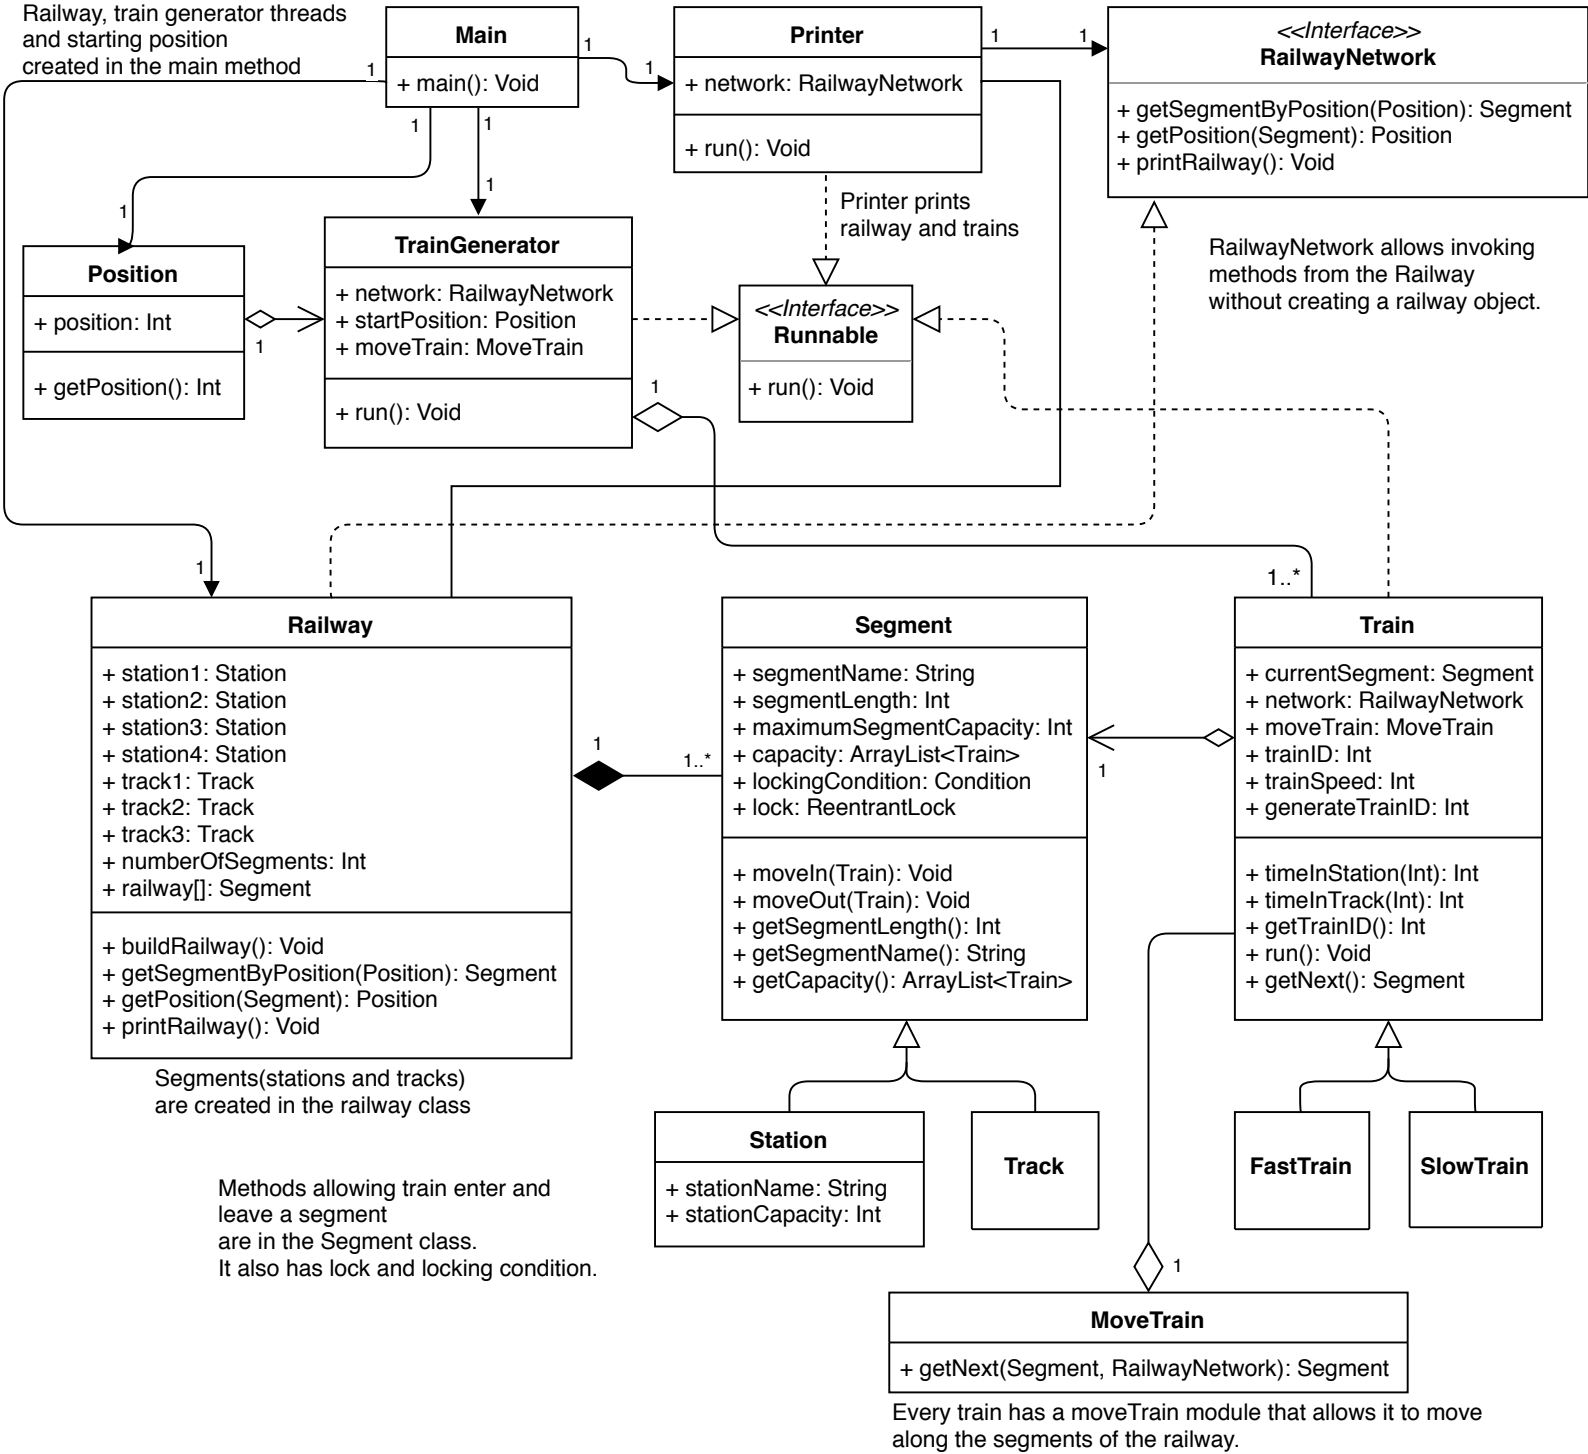 Railway, train generator threads
and starting position
created in the main method
1
Main
+ main(): Void
1
1
1
1
1
1
Printer
+ network: RailwayNetwork
+ run(): Void
1
1
<<Interface>>
RailwayNetwork
+ getSegmentByPosition(Position): Segment
+ getPosition(Segment): Position
+ printRailway(): Void
Printer prints
railway and trains
RailwayNetwork allows invoking
methods from the Railway
without creating a railway object.
Position
+ position: Int
+ getPosition(): Int
1
TrainGenerator
+ network: RailwayNetwork
+ startPosition: Position
+ moveTrain: MoveTrain
+ run(): Void
1
<<Interface>>
Runnable
+ run(): Void
1
1..*
Railway
+ station1: Station
+ station2: Station
+ station3: Station
+ station4: Station
+ track1: Track
+ track2: Track
+ track3: Track
+ numberOfSegments: Int
+ railway[]: Segment
+ buildRailway(): Void
+ getSegmentByPosition(Position): Segment
+ getPosition(Segment): Position
+ printRailway(): Void
Segments(stations and tracks)
are created in the railway class
1
1..*
Segment
+ segmentName: String
+ segmentLength: Int
+ maximumSegmentCapacity: Int
+ capacity: ArrayList<Train>
+ lockingCondition: Condition
+ lock: ReentrantLock
+ moveIn(Train): Void
+ moveOut(Train): Void
+ getSegmentLength(): Int
+ getSegmentName(): String
+ getCapacity(): ArrayList<Train>
1
Train
+ currentSegment: Segment
+ network: RailwayNetwork
+ moveTrain: MoveTrain
+ trainID: Int
+ trainSpeed: Int
+ generateTrainID: Int
+ timeInStation(Int): Int
+ timeInTrack(Int): Int
+ getTrainID(): Int
+ run(): Void
+ getNext(): Segment
Station
+ stationName: String
+ stationCapacity: Int
Track
FastTrain
SlowTrain
Methods allowing train enter and
leave a segment
are in the Segment class.
It also has lock and locking condition.
1
MoveTrain
+ getNext(Segment, RailwayNetwork): Segment
Every train has a moveTrain module that allows it to move
along the segments of the railway.